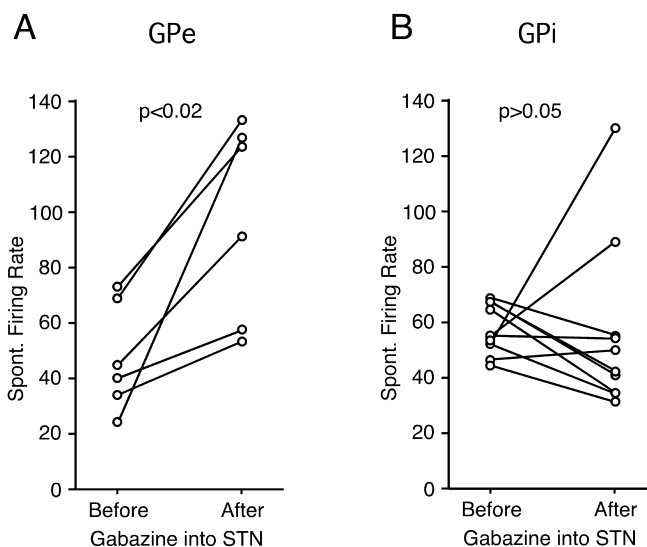 A
GPe
p<0.02
Spont. Firing Rate
140
120
100
80
60
40
20
0
Before
After
Gabazine into STN
B
GPi
p>0.05
Spont. Firing Rate
140
120
100
80
60
40
20
0
Before
After
Gabazine into STN